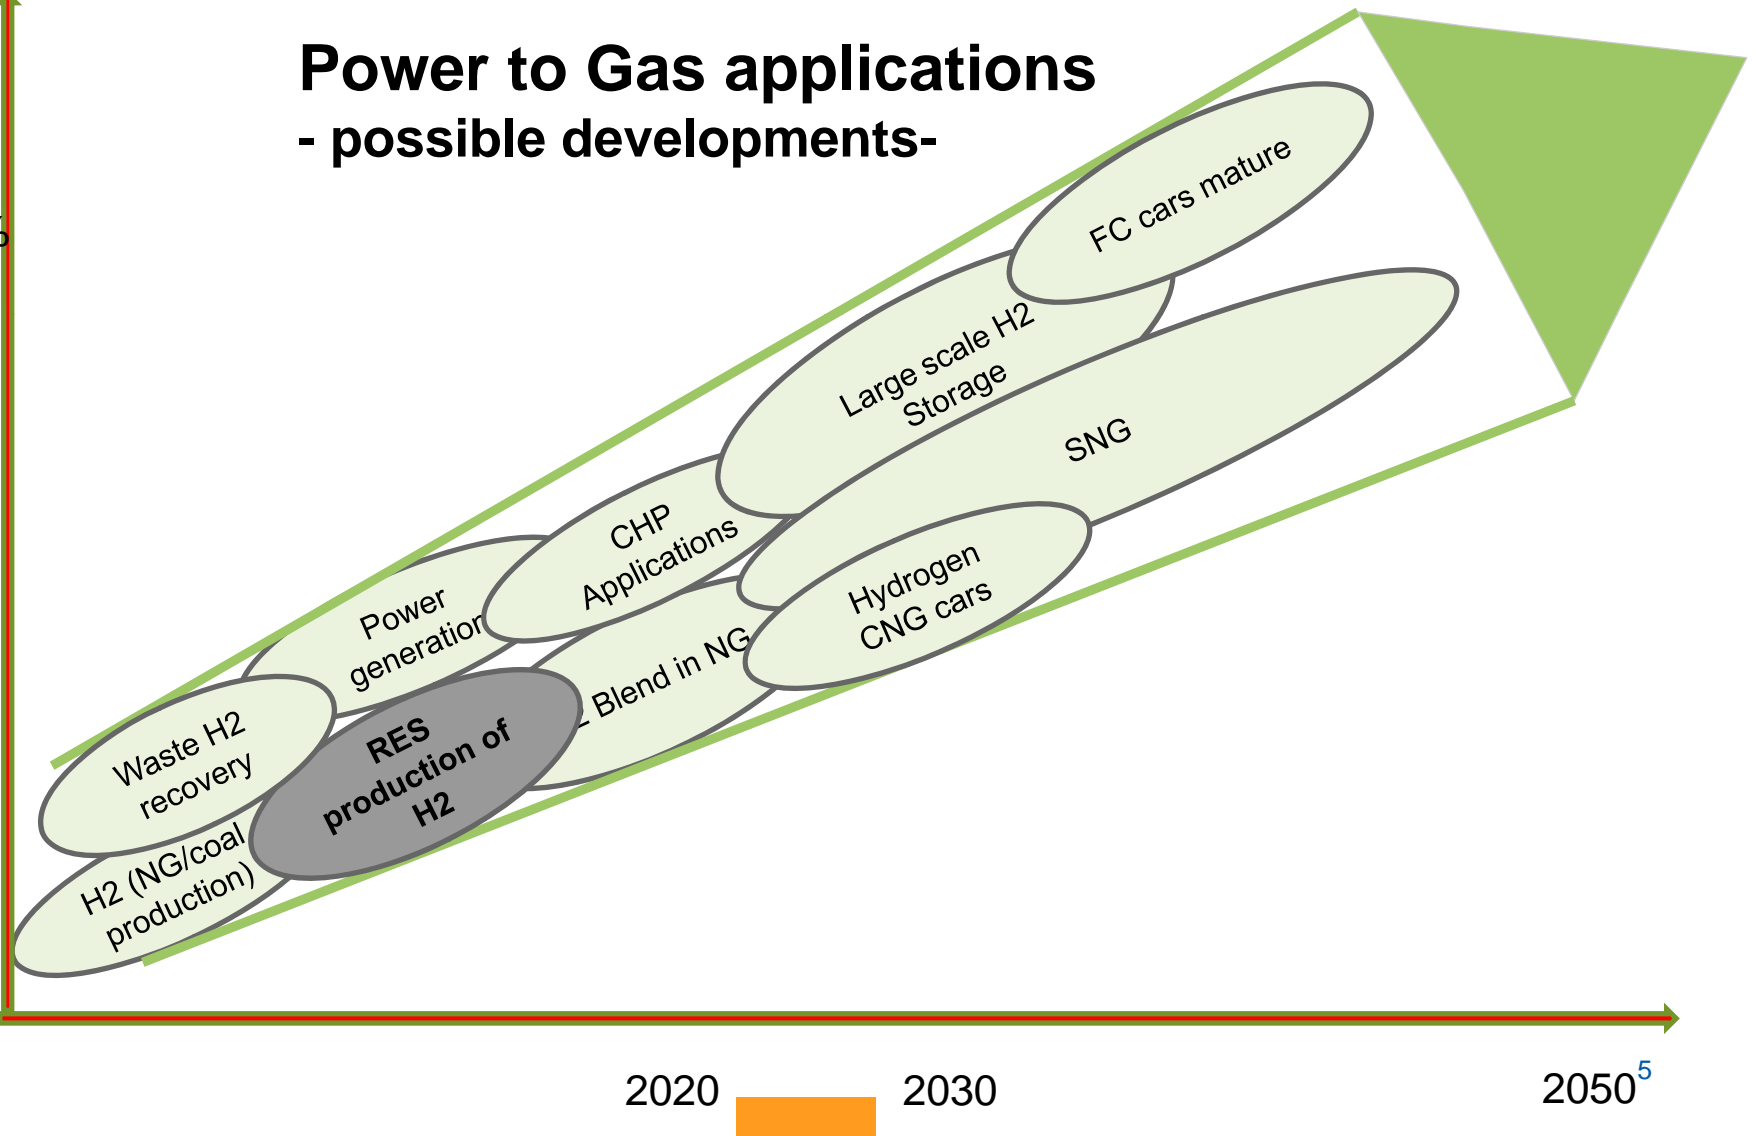 Power to Gas applications
- possible developments-
%
FC cars mature
Large scale H2
Storage
SNG
CHP
Applications
Hydrogen
CNG cars
Power
generation
Blend in NG
RES
production of
H2
Waste H2
recovery
H2 (NG/coal
production)
2020
2030
2050
5